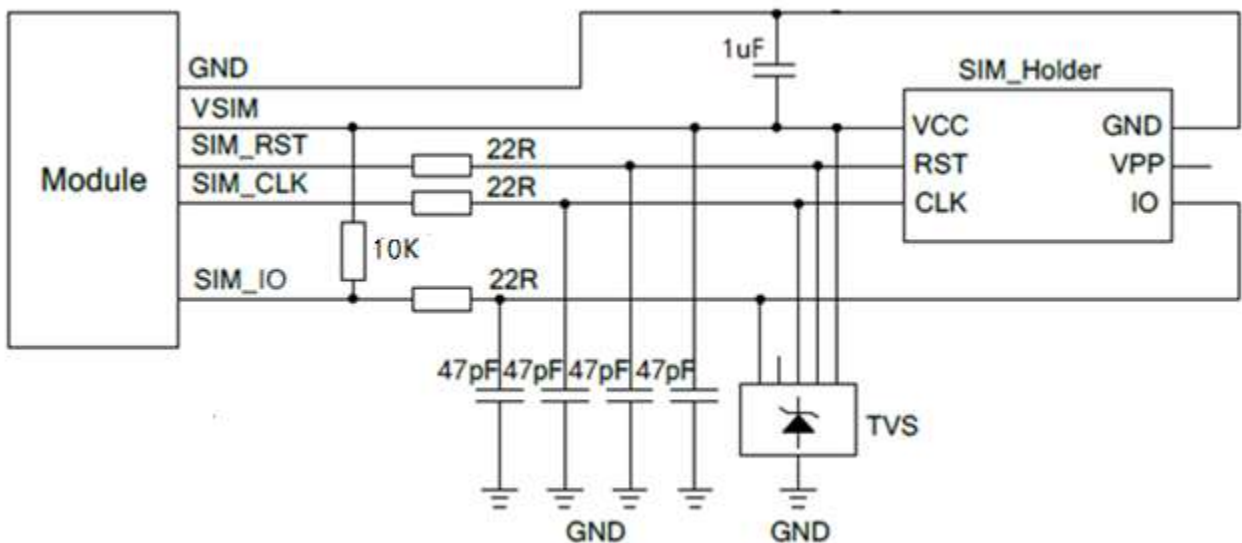 1uF
GND
SIM_Holder
VSIM
VCC
GND
SIM_RST
22R
RST
VPP
Module
SIM_CLK
22R
CLK
IO
10K
SIM_IO
22R
47pF 47pF 47pF 47pF
TVS
GND
GND